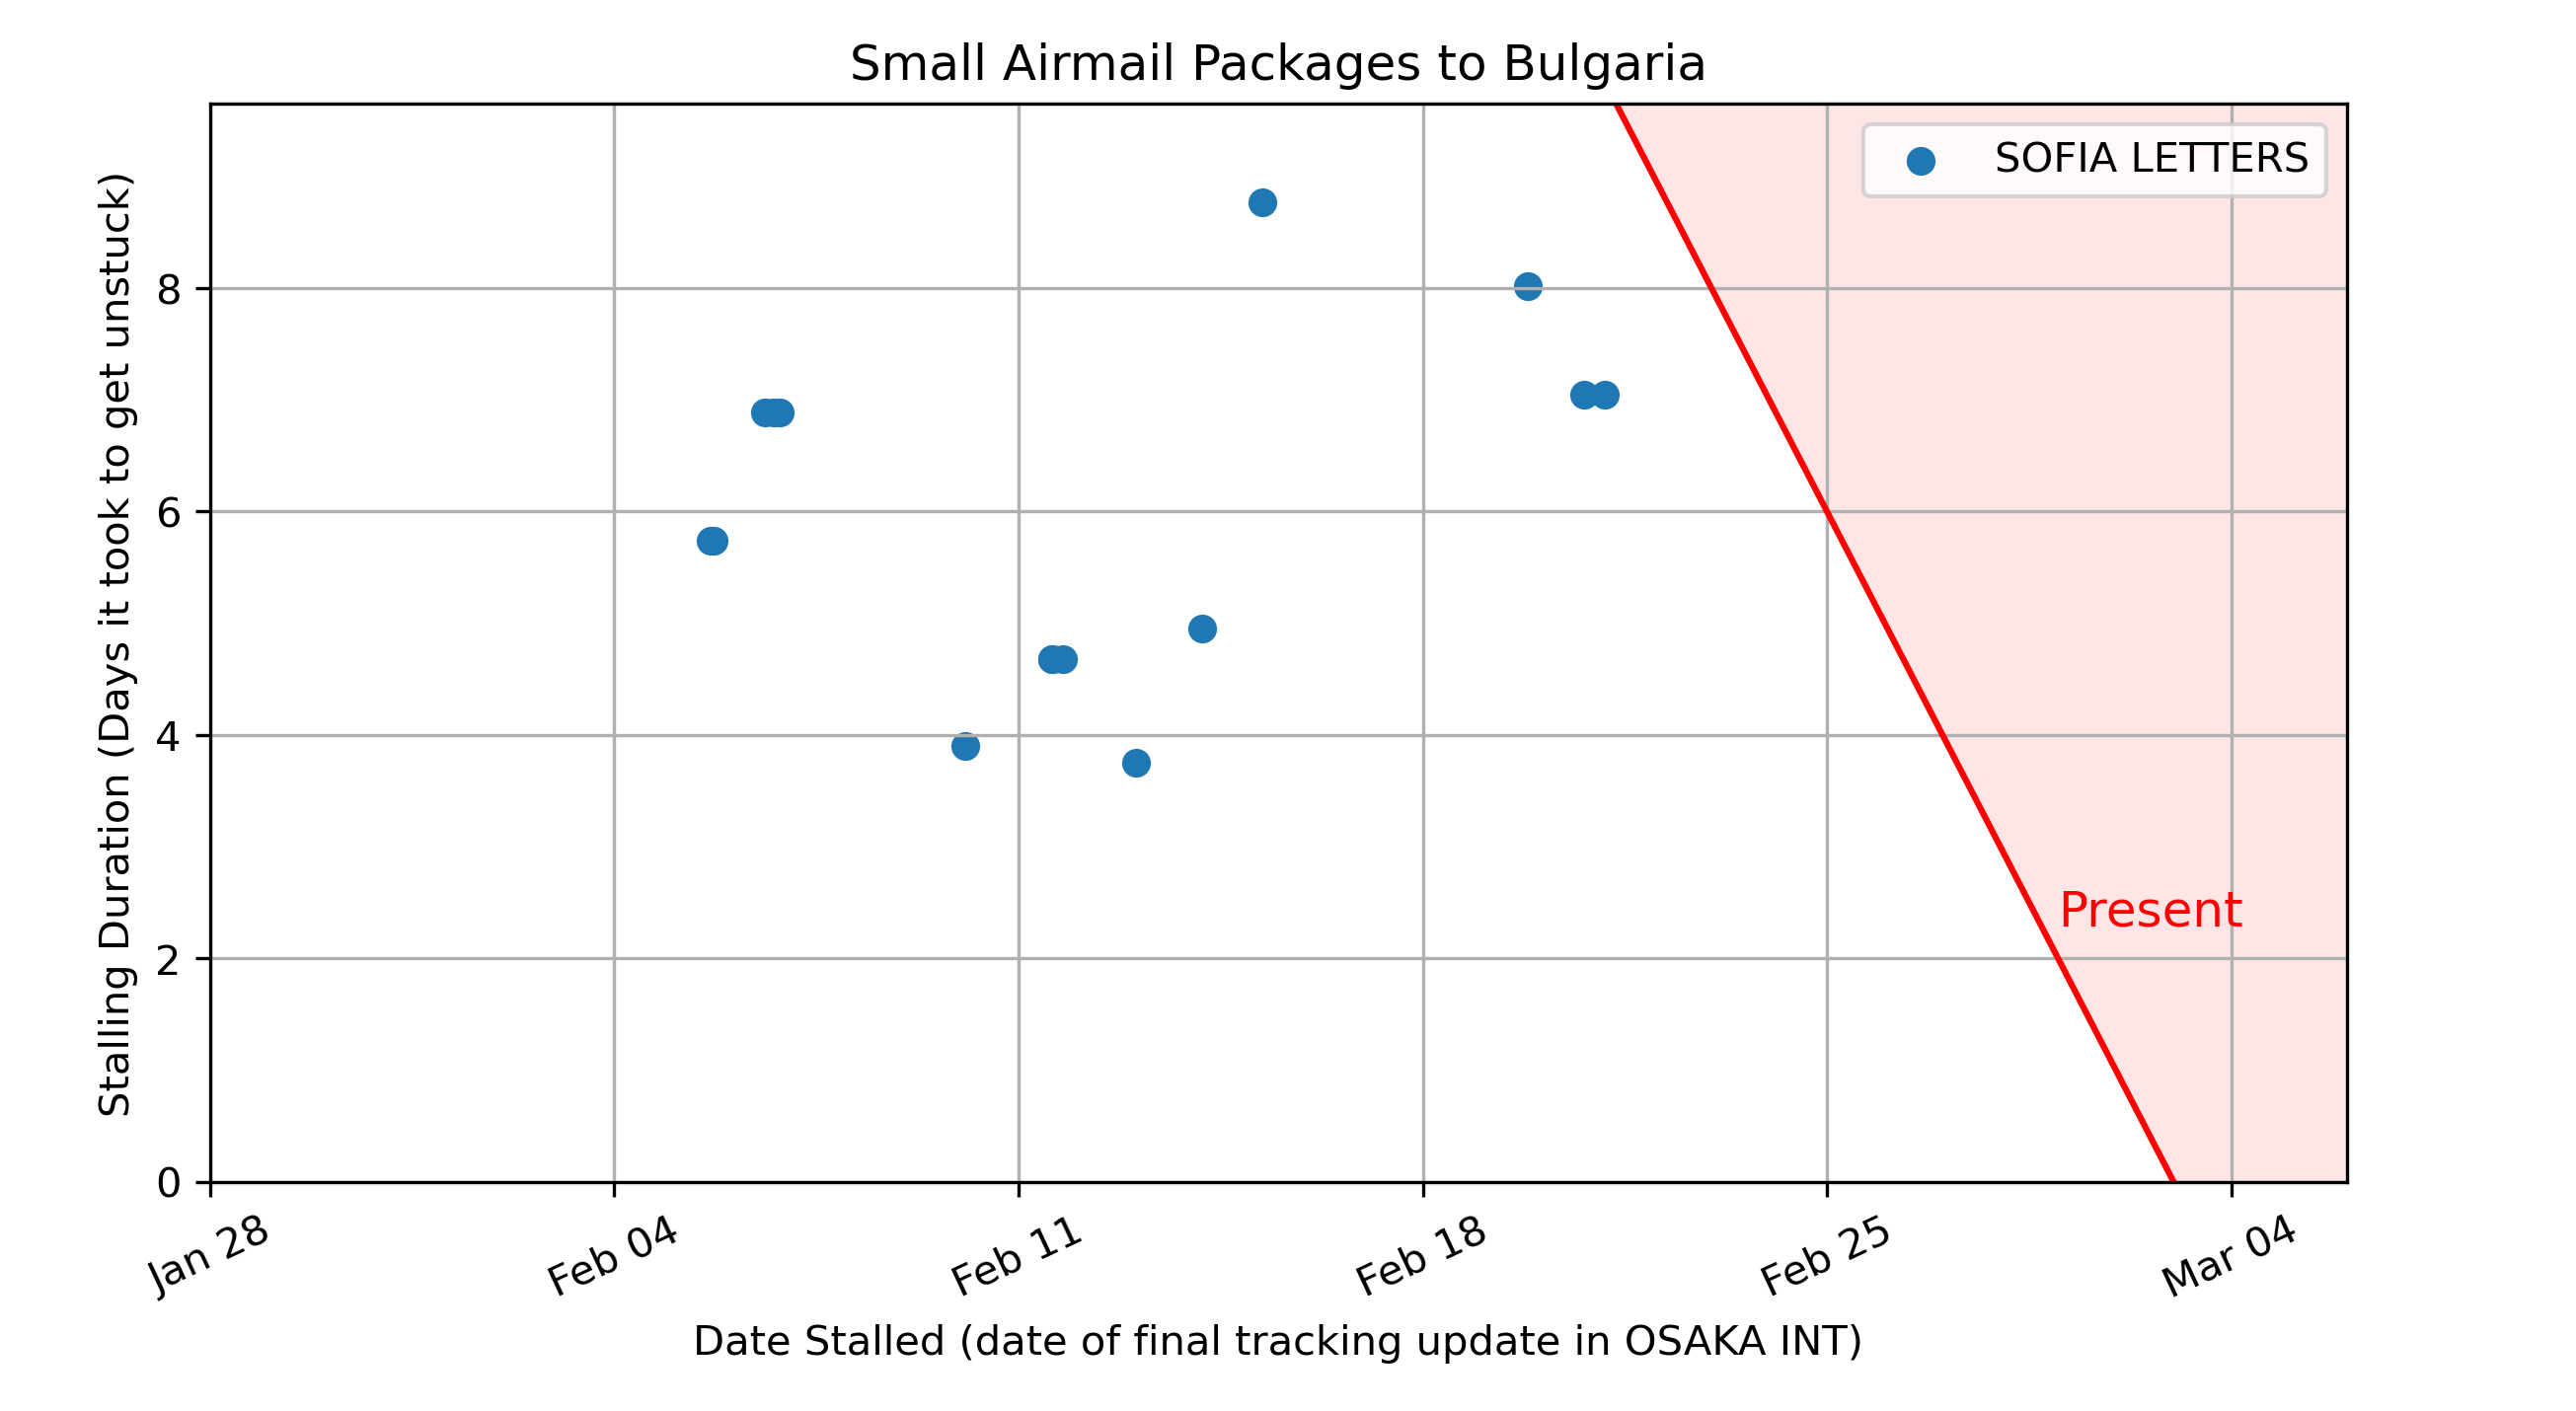 Small Airmail Packages to Bulgaria
SOFIA LETTERS
Stalling Duration (Days it took to get unstuck)
8
6
4
2
0
Present
Jan 28
Feb 04
Feb 11
Feb 18
Feb 25
Mar 04
Date Stalled (date of final tracking update in OSAKA INT)